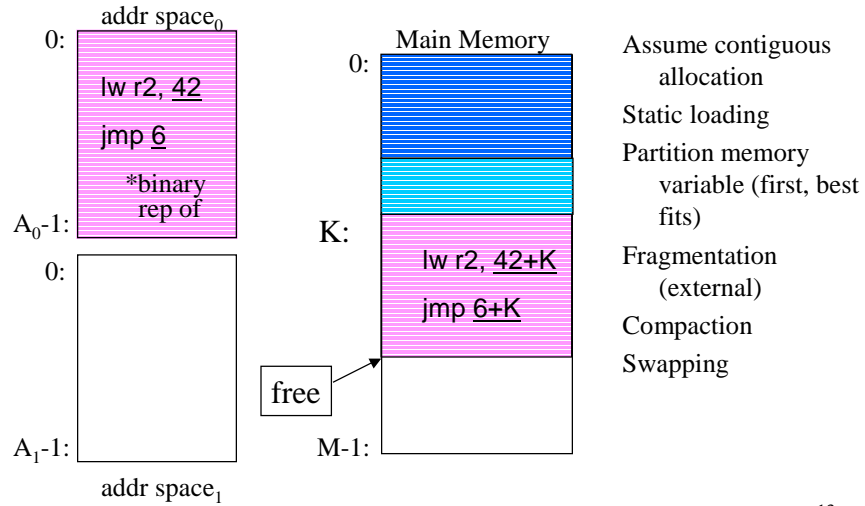 addr space₀
0:
lw r2, 42
jmp 6
*binary
rep of
A₀-1:
0:
A₁-1:
addr space₁
Main Memory
0:
K:
lw r2, 42+K
jmp 6+K
free
M-1:
Assume contiguous
allocation
Static loading
Partition memory
variable (first, best
fits)
Fragmentation
(external)
Compaction
Swapping